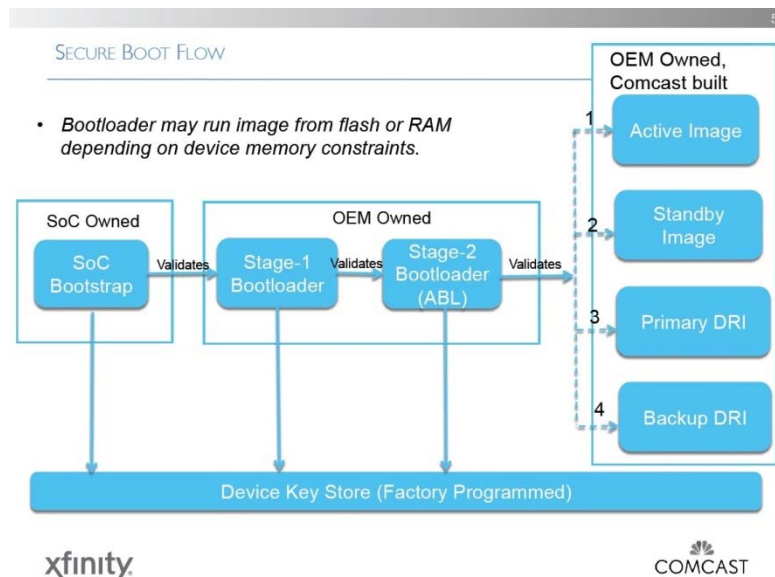 5
SECURE BOOT FLOW
• Bootloader may run image from flash or RAM
depending on device memory constraints.
OEM Owned,
Comcast built
1
Active Image
2
Standby
Image
3
Primary DRI
4
Backup DRI
SoC Owned
SoC
Bootstrap
Validates
OEM Owned
Stage-1
Bootloader
Validates
Stage-2
Bootloader
(ABL)
Validates
Device Key Store (Factory Programmed)
xfinity
COMCAST